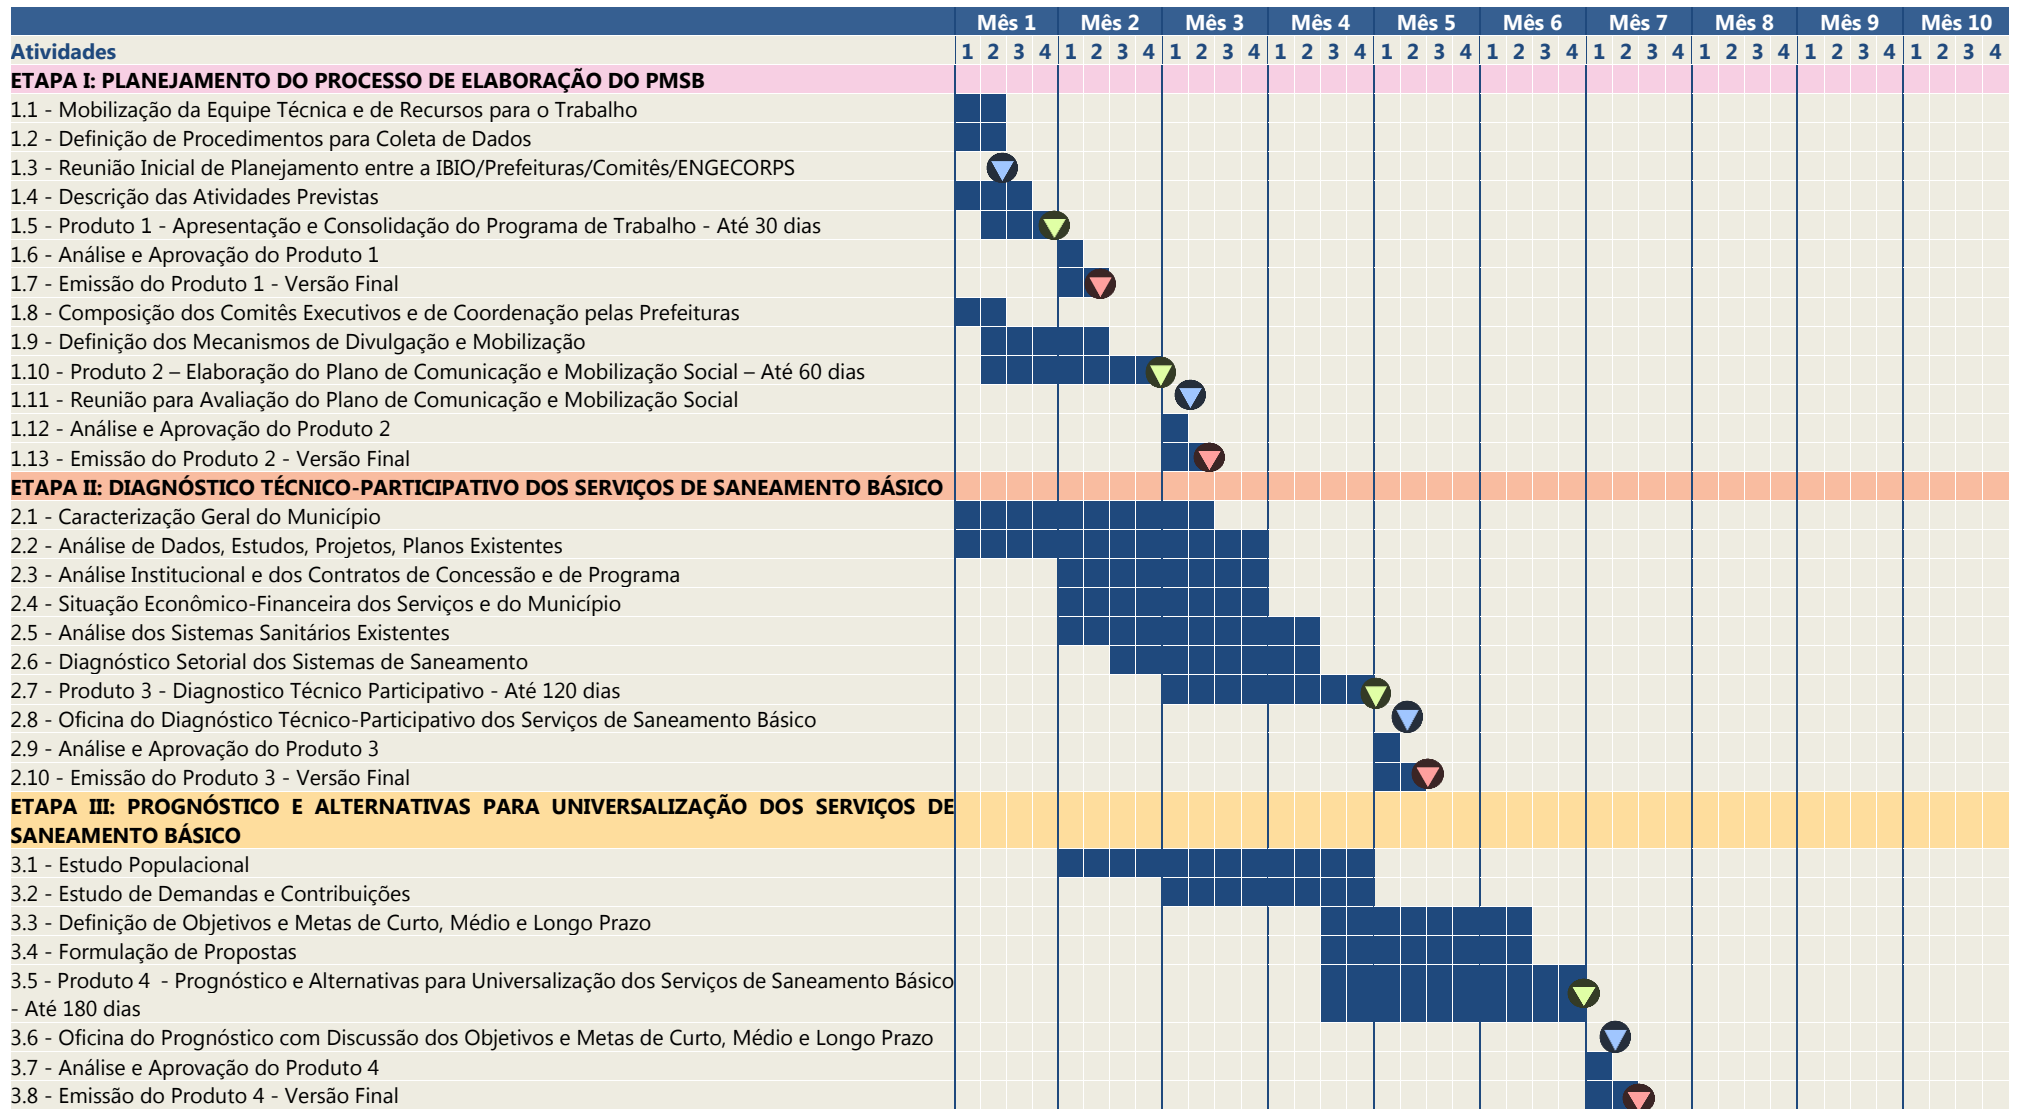 Mês 1 Mês 2 Mês 3 Mês 4 Mês 5 Mês 6 Mês 7 Mês 8 Mês 9 Mês 10
Atividades 1 2 3 4 1 2 3 4 1 2 3 4 1 2 3 4 1 2 3 4 1 2 3 4 1 2 3 4 1 2 3 4 1 2 3 4 1 2 3 4
ETAPA I: PLANEJAMENTO DO PROCESSO DE ELABORAÇÃO DO PMSB
1.1 - Mobilização da Equipe Técnica e de Recursos para o Trabalho
1.2 - Definição de Procedimentos para Coleta de Dados
1.3 - Reunião Inicial de Planejamento entre a IBIO/Prefeituras/Comitês/ENGECORPS
1.4 - Descrição das Atividades Previstas
1.5 - Produto 1 - Apresentação e Consolidação do Programa de Trabalho - Até 30 dias
1.6 - Análise e Aprovação do Produto 1
1.7 - Emissão do Produto 1 - Versão Final
1.8 - Composição dos Comitês Executivos e de Coordenação pelas Prefeituras
1.9 - Definição dos Mecanismos de Divulgação e Mobilização
1.10 - Produto 2 – Elaboração do Plano de Comunicação e Mobilização Social – Até 60 dias
1.11 - Reunião para Avaliação do Plano de Comunicação e Mobilização Social
1.12 - Análise e Aprovação do Produto 2
1.13 - Emissão do Produto 2 - Versão Final
ETAPA II: DIAGNÓSTICO TÉCNICO-PARTICIPATIVO DOS SERVIÇOS DE SANEAMENTO BÁSICO
2.1 - Caracterização Geral do Município
2.2 - Análise de Dados, Estudos, Projetos, Planos Existentes
2.3 - Análise Institucional e dos Contratos de Concessão e de Programa
2.4 - Situação Econômico-Financeira dos Serviços e do Município
2.5 - Análise dos Sistemas Sanitários Existentes
2.6 - Diagnóstico Setorial dos Sistemas de Saneamento
2.7 - Produto 3 - Diagnostico Técnico Participativo - Até 120 dias
2.8 - Oficina do Diagnóstico Técnico-Participativo dos Serviços de Saneamento Básico
2.9 - Análise e Aprovação do Produto 3
2.10 - Emissão do Produto 3 - Versão Final
ETAPA III: PROGNÓSTICO E ALTERNATIVAS PARA UNIVERSALIZAÇÃO DOS SERVIÇOS DE
SANEAMENTO BÁSICO
3.1 - Estudo Populacional
3.2 - Estudo de Demandas e Contribuições
3.3 - Definição de Objetivos e Metas de Curto, Médio e Longo Prazo
3.4 - Formulação de Propostas
3.5 - Produto 4 - Prognóstico e Alternativas para Universalização dos Serviços de Saneamento Básico
- Até 180 dias
3.6 - Oficina do Prognóstico com Discussão dos Objetivos e Metas de Curto, Médio e Longo Prazo
3.7 - Análise e Aprovação do Produto 4
3.8 - Emissão do Produto 4 - Versão Final